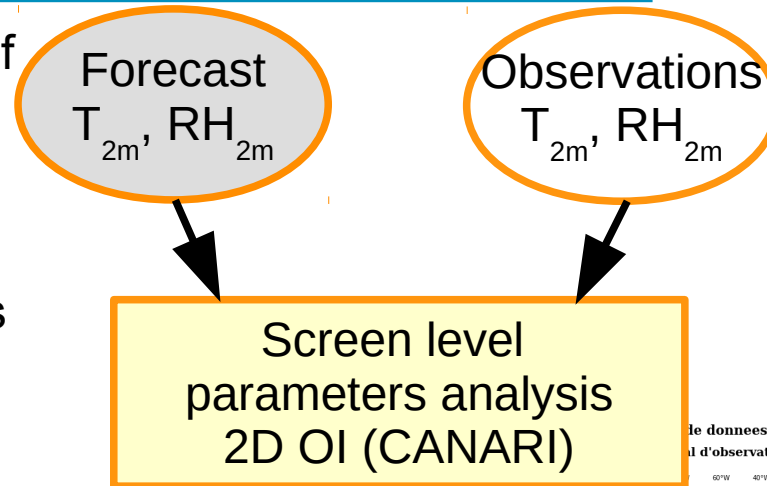 f
Forecast
T2m, RH2m
Observations
T2m, RH2m
s
Screen level
parameters analysis
2D OI (CANARI)
de donnees
d'observat
60°W 40°W